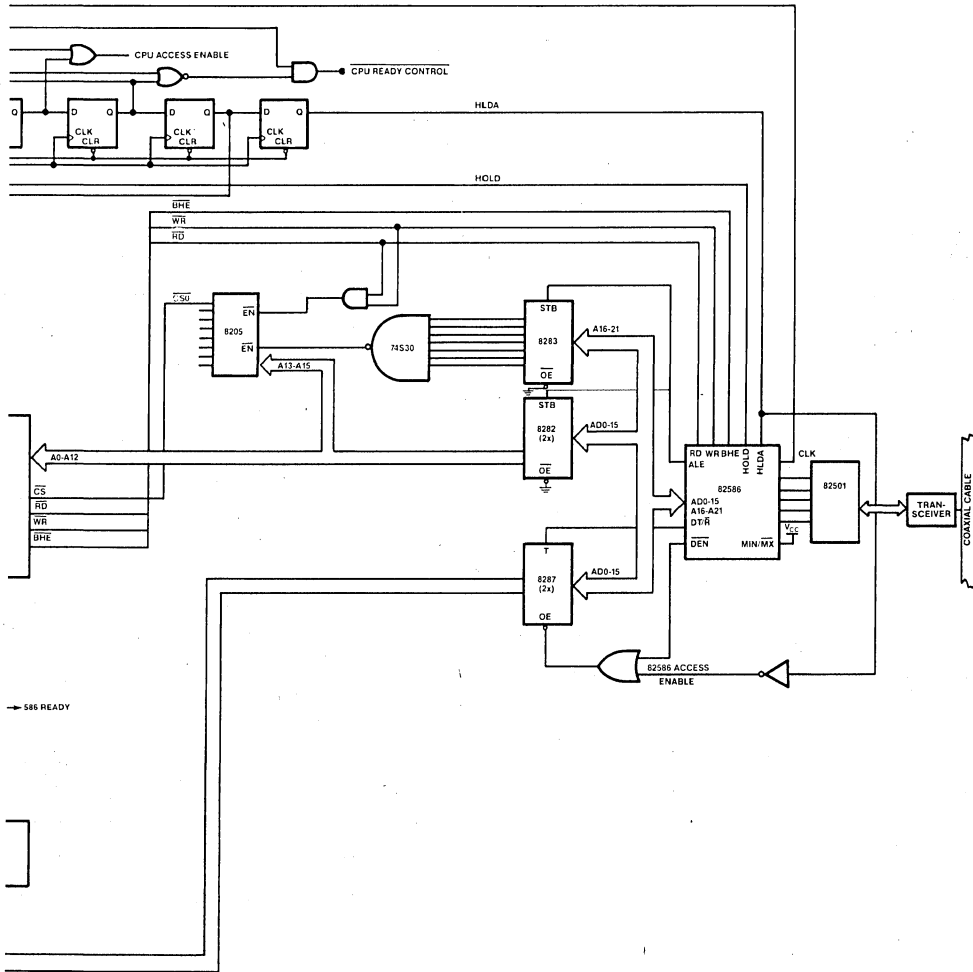 CPU ACCESS ENABLE
CPU READY CONTROL
Q
D Q
CLK
CLR
D Q
CLK
CLR
D Q
CLK
CLR
HLDA
HOLD
BHE
WR
RD
CS0
8205
EN
EN
A13-A15
74S30
STB
8283
OE
A16-21
STB
8282
(2x)
OE
AD0-15
A0-A12
CS
RD
WR
BHE
RD WR BHE HOLD HLDA
ALE
82586
AD0-15
A16-A21
DT/R
DEN
MIN/MX
CLK
VCC
82501
TRAN-
SCEIVER
COAXIAL CABLE
T
8287
(2x)
OE
AD0-15
82586 ACCESS
ENABLE
586 READY